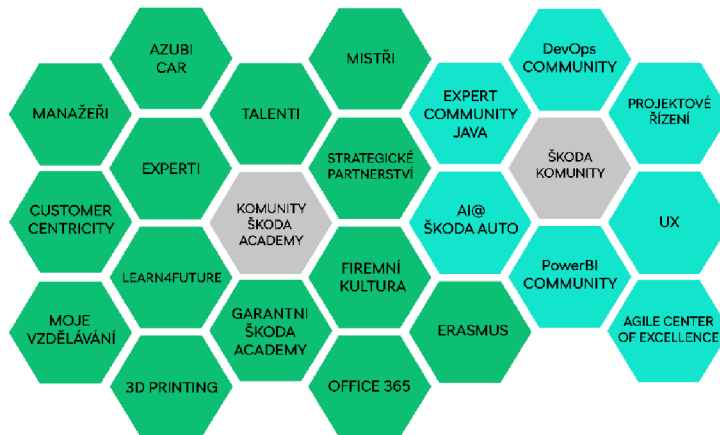 AZUBI
CAR
MISTŘI
DevOps
COMMUNITY
MANAŽEŘI
TALENTI
EXPERT
COMMUNITY
JAVA
PROJEKTOVÉ
ŘÍZENÍ
EXPERTI
STRATEGICKÉ
PARTNERSTVÍ
ŠKODA
KOMUNITY
CUSTOMER
CENTRICITY
KOMUNITY
ŠKODA
ACADEMY
AI@
ŠKODA AUTO
UX
LEARN4FUTURE
FIREMNÍ
KULTURA
PowerBI
COMMUNITY
MOJE
VZDĚLÁVÁNÍ
GARANTNI
ŠKODA
ACADEMY
ERASMUS
AGILE CENTER
OF EXCELLENCE
3D PRINTING
OFFICE 365